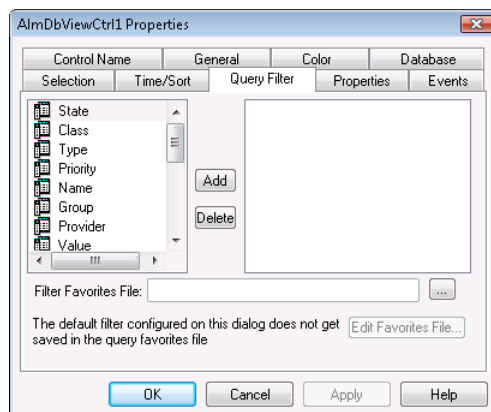 AlmDbViewCtrl1 Properties
Control Name General Color Database
Selection Time/Sort Query Filter Properties Events
State
Class
Type
Priority
Name
Group
Provider
Value
Add
Delete
Filter Favorites File:
...
The default filter configured on this dialog does not get
saved in the query favorites file
Edit Favorites File...
OK Cancel Apply Help